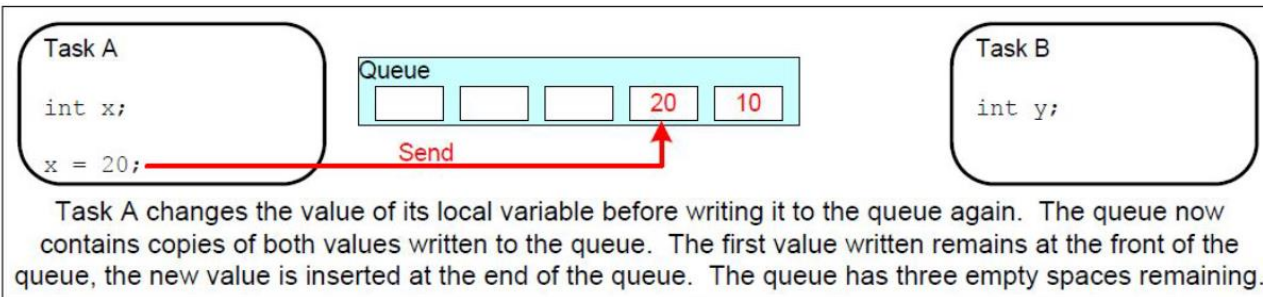 Task A
int x;
x = 20;
Queue
20 10
Send
Task B
int y;
Task A changes the value of its local variable before writing it to the queue again. The queue now
contains copies of both values written to the queue. The first value written remains at the front of the
queue, the new value is inserted at the end of the queue. The queue has three empty spaces remaining.